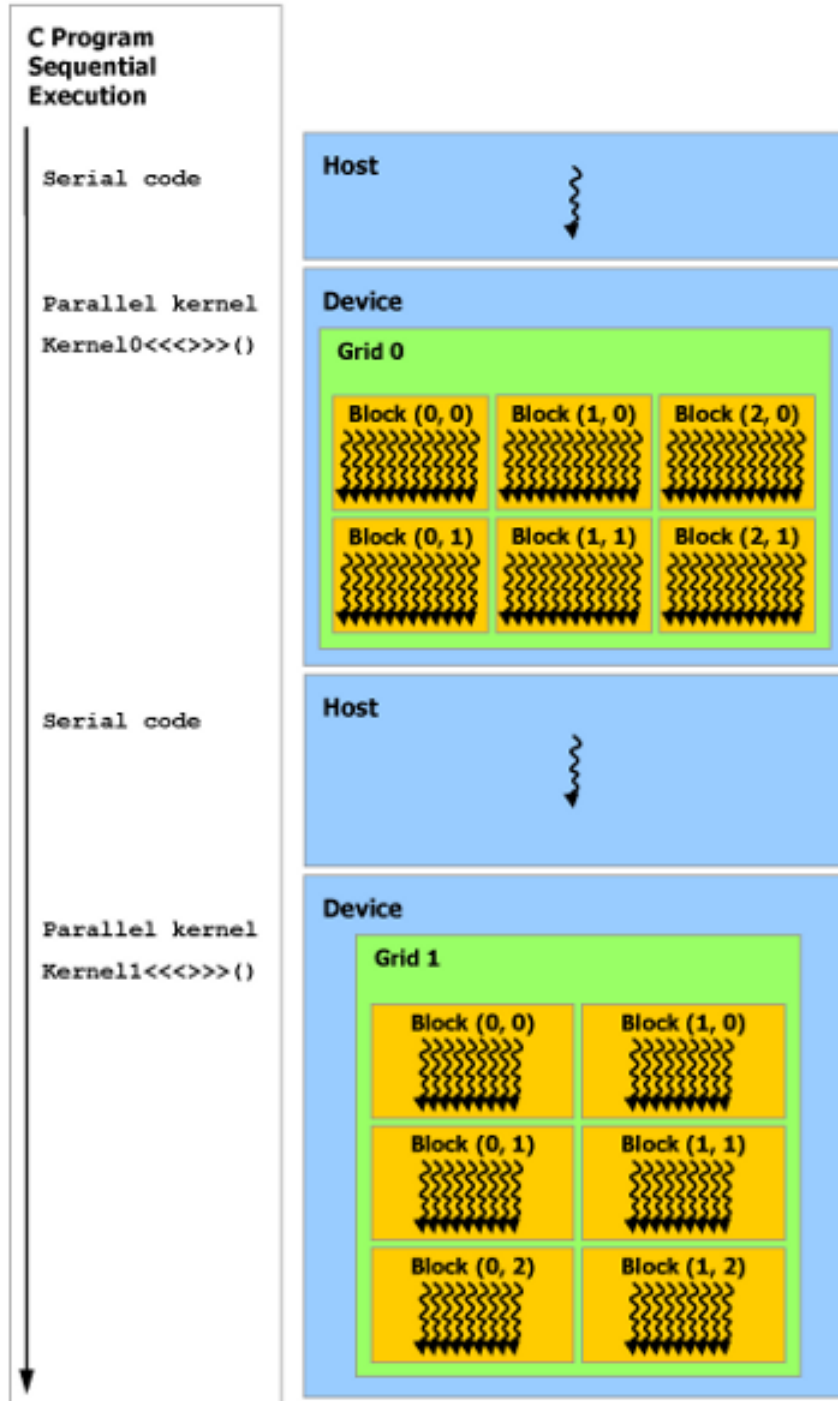 C Program
Sequential
Execution
Serial code
Host
Parallel kernel
Kernel0<<<>>>()
Device
Grid 0
Block (0, 0)
Block (1, 0)
Block (2, 0)
Block (0, 1)
Block (1, 1)
Block (2, 1)
Serial code
Host
Parallel kernel
Kernel1<<<>>>()
Device
Grid 1
Block (0, 0)
Block (1, 0)
Block (0, 1)
Block (1, 1)
Block (0, 2)
Block (1, 2)